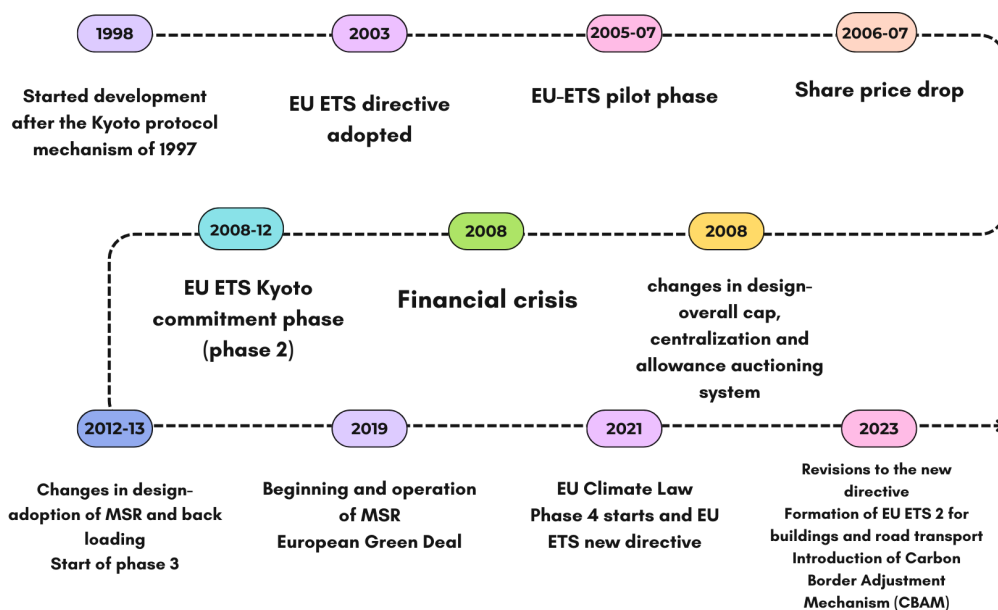 1998
Started development
after the Kyoto protocol
mechanism of 1997
2003
EU ETS directive
adopted
2005-07
EU-ETS pilot phase
2006-07
Share price drop
2008-12
EU ETS Kyoto
commitment phase
(phase 2)
2008
Financial crisis
2008
changes in design-
overall cap,
centralization and
allowance auctioning
system
2012-13
Changes in design-
adoption of MSR and back
loading
Start of phase 3
2019
Beginning and operation
of MSR
European Green Deal
2021
EU Climate Law
Phase 4 starts and EU
ETS new directive
2023
Revisions to the new
directive
Formation of EU ETS 2 for
buildings and road transport
Introduction of Carbon
Border Adjustment
Mechanism (CBAM)